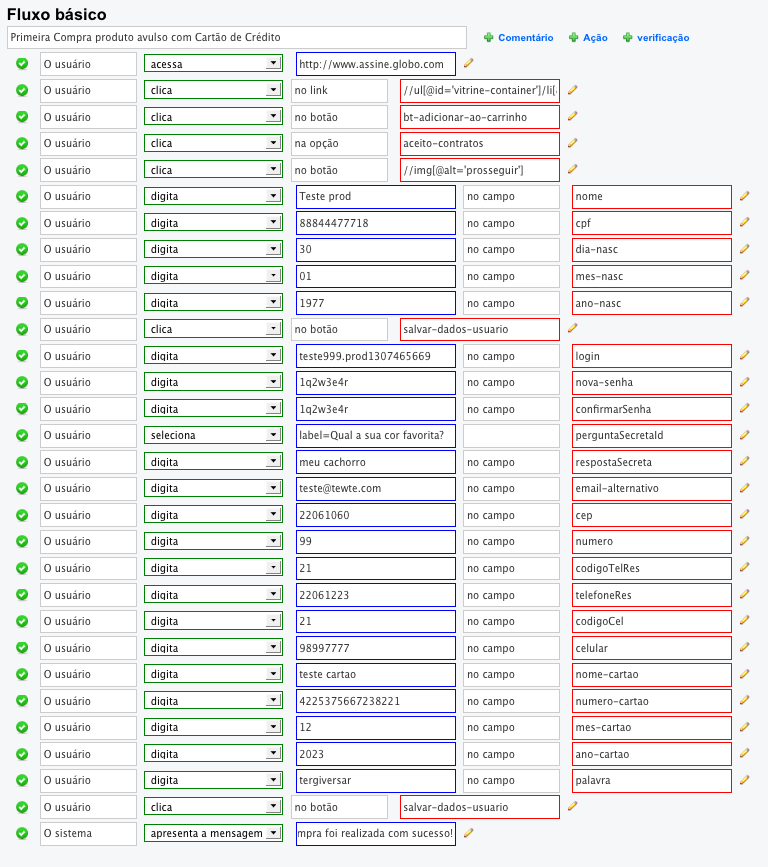 Fluxo básico
Primeira Compra produto avulso com Cartão de Crédito Comentário Ação verificação
O usuário acessa http://www.assine.globo.com
O usuário clica no link //ul[@id='vitrine-container']/li[
O usuário clica no botão bt-adicionar-ao-carrinho
O usuário clica na opção aceito-contratos
O usuário clica no botão //img[@alt='prosseguir']
O usuário digita Teste prod no campo nome
O usuário digita 88844477718 no campo cpf
O usuário digita 30 no campo dia-nasc
O usuário digita 01 no campo mes-nasc
O usuário digita 1977 no campo ano-nasc
O usuário clica no botão salvar-dados-usuario
O usuário digita teste999.prod1307465669 no campo login
O usuário digita 1q2w3e4r no campo nova-senha
O usuário digita 1q2w3e4r no campo confirmarSenha
O usuário seleciona label=Qual a sua cor favorita? perguntaSecretaId
O usuário digita meu cachorro no campo respostaSecreta
O usuário digita teste@tewte.com no campo email-alternativo
O usuário digita 22061060 no campo cep
O usuário digita 99 no campo numero
O usuário digita 21 no campo codigoTelRes
O usuário digita 22061223 no campo telefoneRes
O usuário digita 21 no campo codigoCel
O usuário digita 98997777 no campo celular
O usuário digita teste cartao no campo nome-cartao
O usuário digita 4225375667238221 no campo numero-cartao
O usuário digita 12 no campo mes-cartao
O usuário digita 2023 no campo ano-cartao
O usuário digita tergiversar no campo palavra
O usuário clica no botão salvar-dados-usuario
O sistema apresenta a mensagem mpra foi realizada com sucesso!